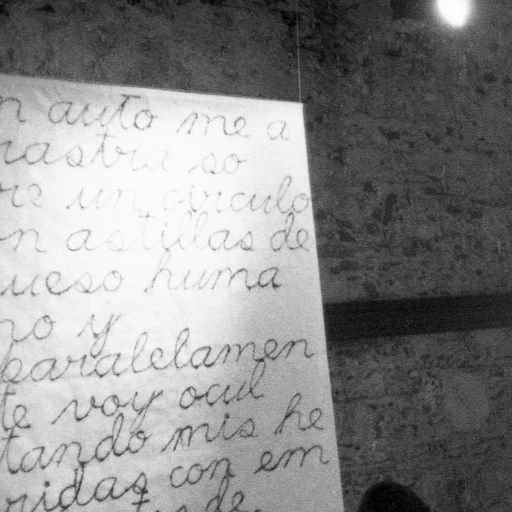 n auto me a
rastra so
re un circulo
on astillas de
ueso huma
no y
paralelamen
te voy ocul
tando mis he
ridas con em
de